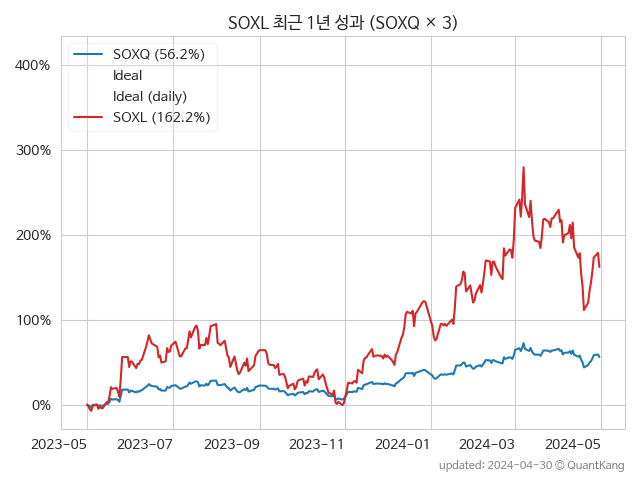 SOXL 최근 1년 성과 (SOXQ × 3)
SOXQ (56.2%)
Ideal
Ideal (daily)
SOXL (162.2%)
400%
300%
200%
100%
0%
2023-05 2023-07 2023-09 2023-11 2024-01 2024-03 2024-05
updated: 2024-04-30 © QuantKang